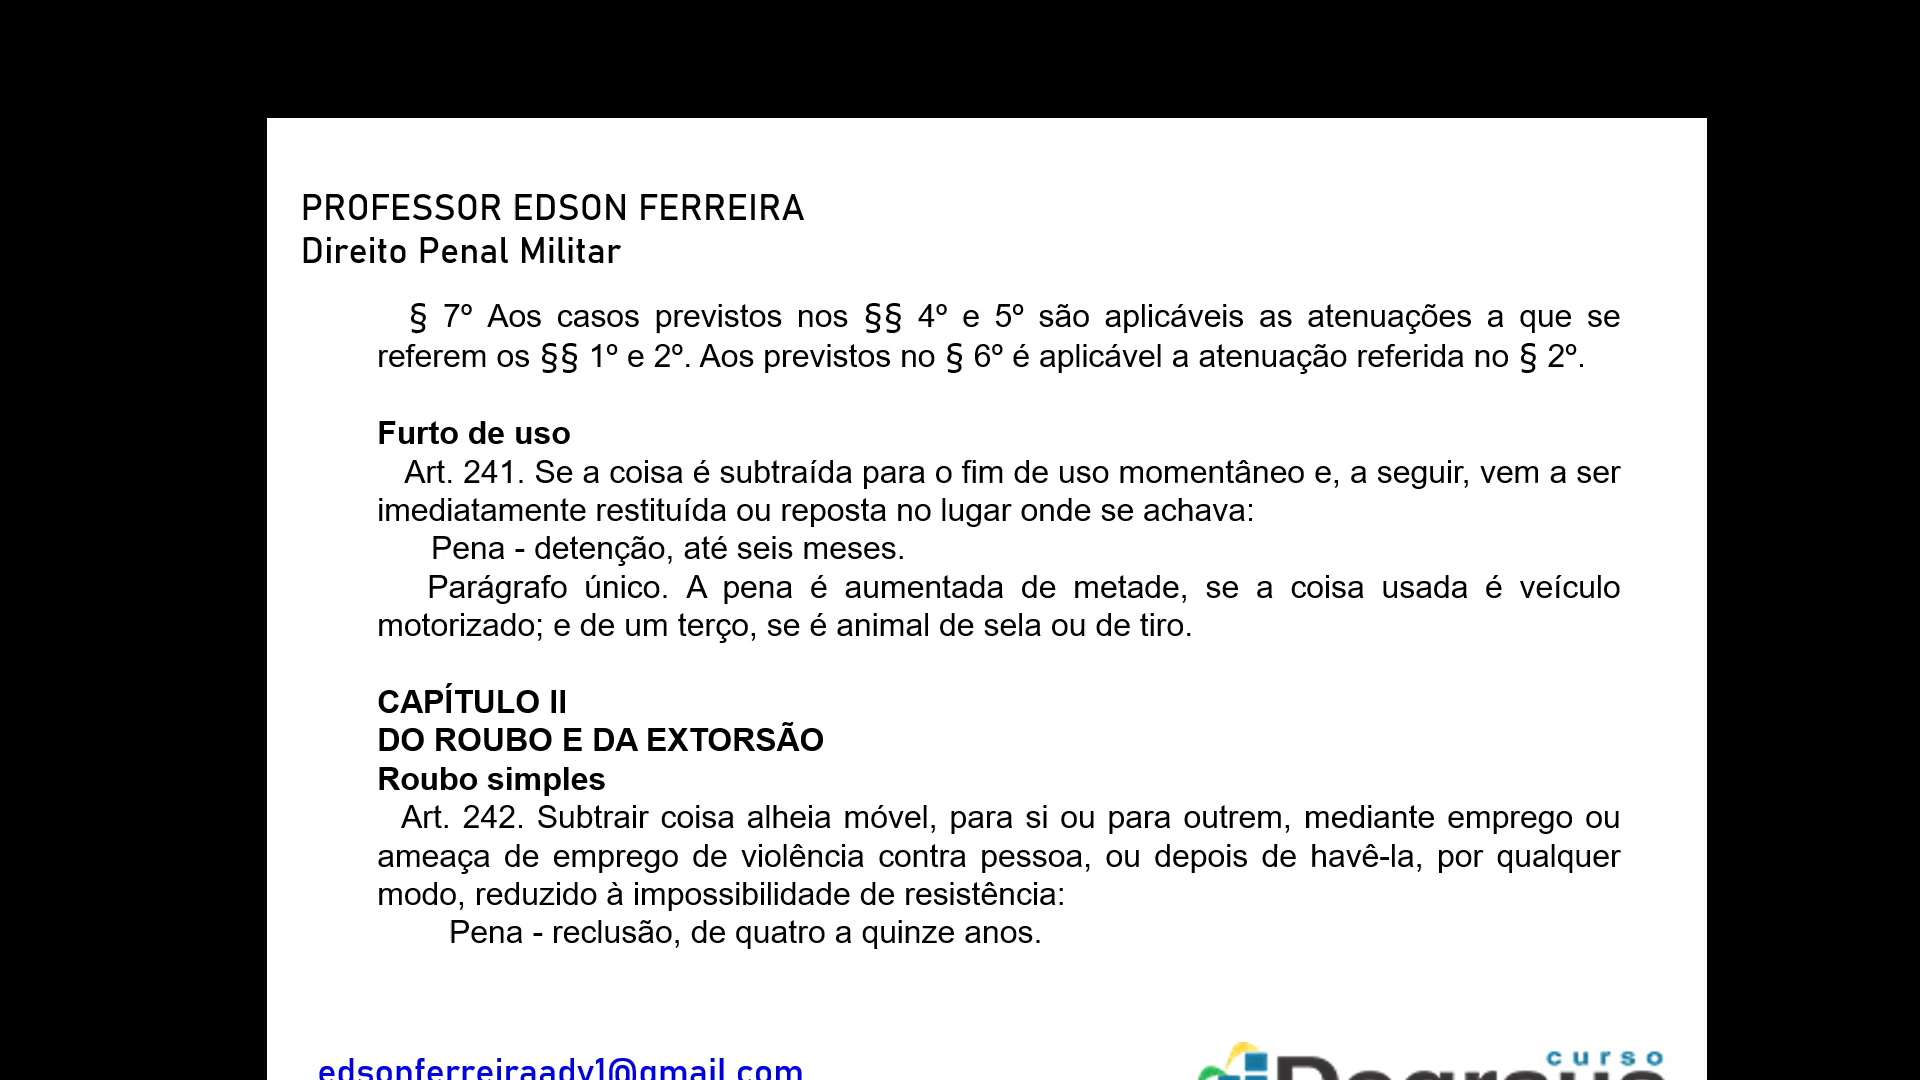 PROFESSOR EDSON FERREIRA
Direito Penal Militar
§ 7º Aos casos previstos nos §§ 4º e 5º são aplicáveis as atenuações a que se
referem os §§ 1º e 2º. Aos previstos no § 6º é aplicável a atenuação referida no § 2º.
Furto de uso
Art. 241. Se a coisa é subtraída para o fim de uso momentâneo e, a seguir, vem a ser
imediatamente restituída ou reposta no lugar onde se achava:
Pena - detenção, até seis meses.
Parágrafo único. A pena é aumentada de metade, se a coisa usada é veículo
motorizado; e de um terço, se é animal de sela ou de tiro.
CAPÍTULO II
DO ROUBO E DA EXTORSÃO
Roubo simples
Art. 242. Subtrair coisa alheia móvel, para si ou para outrem, mediante emprego ou
ameaça de emprego de violência contra pessoa, ou depois de havê-la, por qualquer
modo, reduzido à impossibilidade de resistência:
Pena - reclusão, de quatro a quinze anos.
edsonferreiraadv1@gmail.com
curso
Degraus